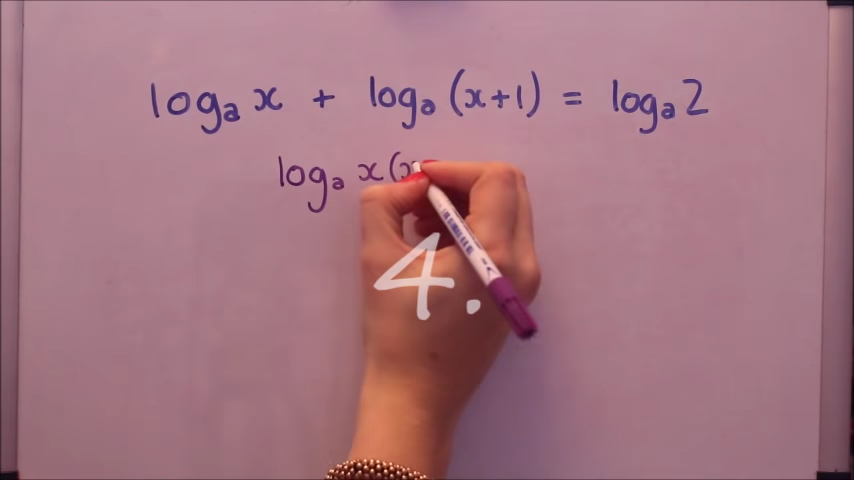 logₐ x + logₐ (x+1) = logₐ 2
logₐ x(x
4.